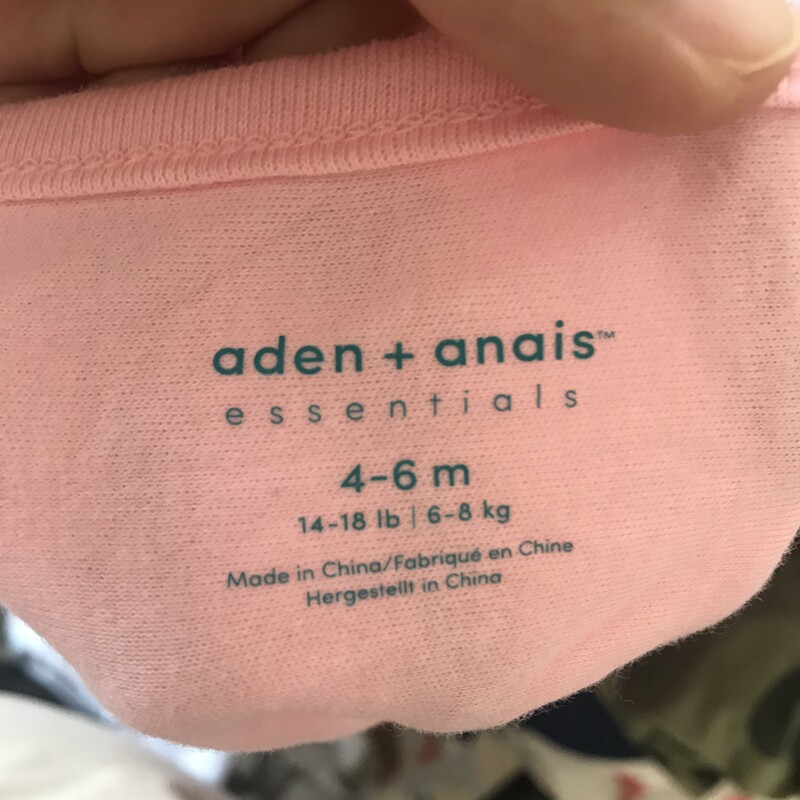 aden + anais™
essentials
4-6 m
14-18 lb | 6-8 kg
Made in China/Fabriqué en Chine
Hergestellt in China